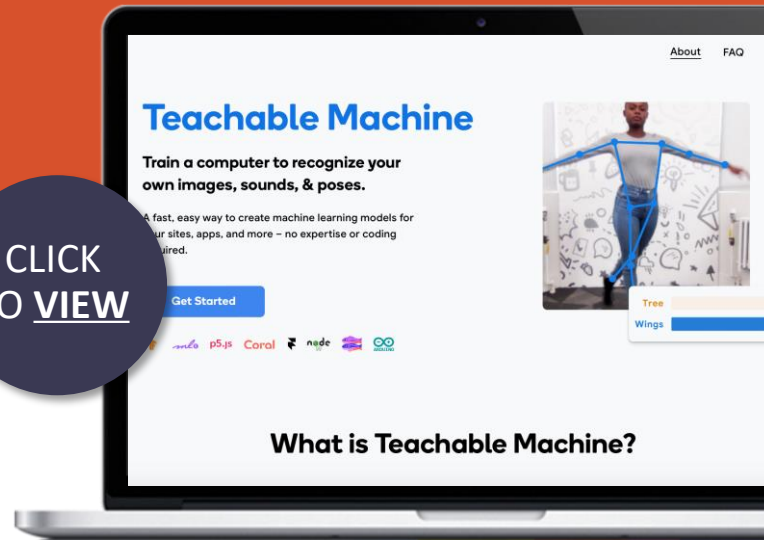 About FAQ
Teachable Machine
Train a computer to recognize your
own images, sounds, & poses.
fast, easy way to create machine learning models for
sites, apps, and more – no expertise or coding
Get Started
CLICK
VIEW
p5.js Coral node
ARDUINO
Tree
Wings
What is Teachable Machine?